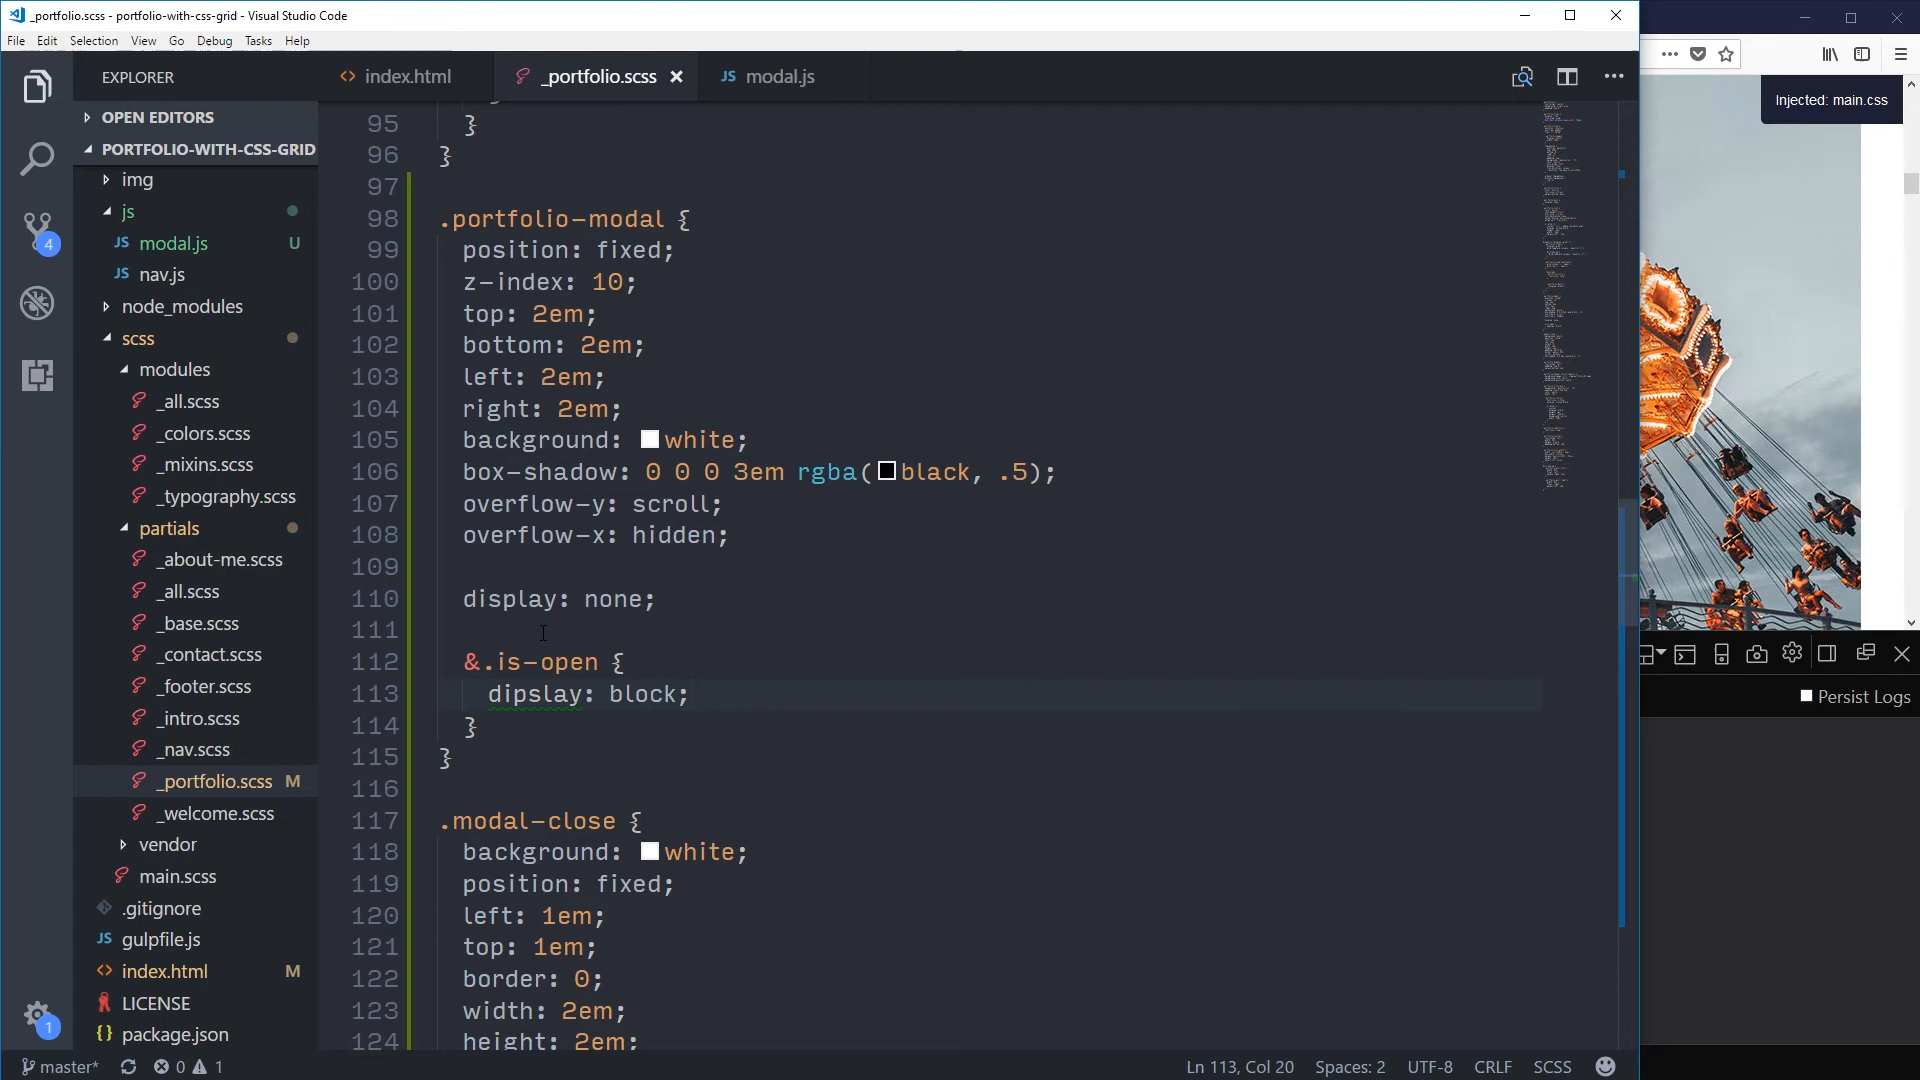 _portfolio.scss - portfolio-with-css-grid - Visual Studio Code
File Edit Selection View Go Debug Tasks Help
EXPLORER
OPEN EDITORS
PORTFOLIO-WITH-CSS-GRID
img
js
JS modal.js U
JS nav.js
node_modules
scss
modules
_all.scss
_colors.scss
_mixins.scss
_typography.scss
partials
_about-me.scss
_all.scss
_base.scss
_contact.scss
_footer.scss
_intro.scss
_nav.scss
_portfolio.scss M
_welcome.scss
vendor
main.scss
.gitignore
JS gulpfile.js
<> index.html M
LICENSE
{} package.json
4
1
<> index.html
_portfolio.scss
JS modal.js
95 }
96 }
97
98 .portfolio-modal {
99 position: fixed;
100 z-index: 10;
101 top: 2em;
102 bottom: 2em;
103 left: 2em;
104 right: 2em;
105 background: white;
106 box-shadow: 0 0 0 3em rgba(black, .5);
107 overflow-y: scroll;
108 overflow-x: hidden;
109
110 display: none;
111
112 &.is-open {
113 dipslay: block;
114 }
115 }
116
117 .modal-close {
118 background: white;
119 position: fixed;
120 left: 1em;
121 top: 1em;
122 border: 0;
123 width: 2em;
124 height: 2em;
Injected: main.css
Persist Logs
master* 0 1
Ln 113, Col 20 Spaces: 2 UTF-8 CRLF SCSS